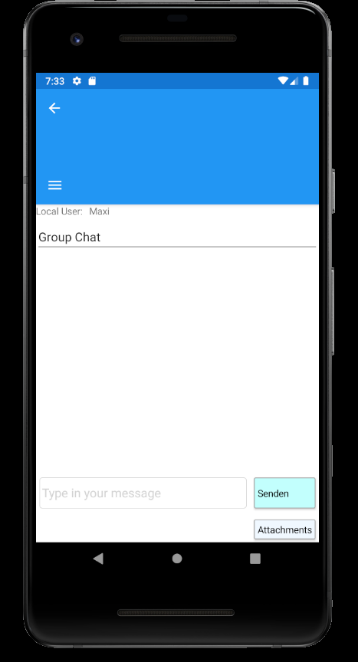 7:33
Local User: Maxi
Group Chat
Type in your message
Senden
Attachments